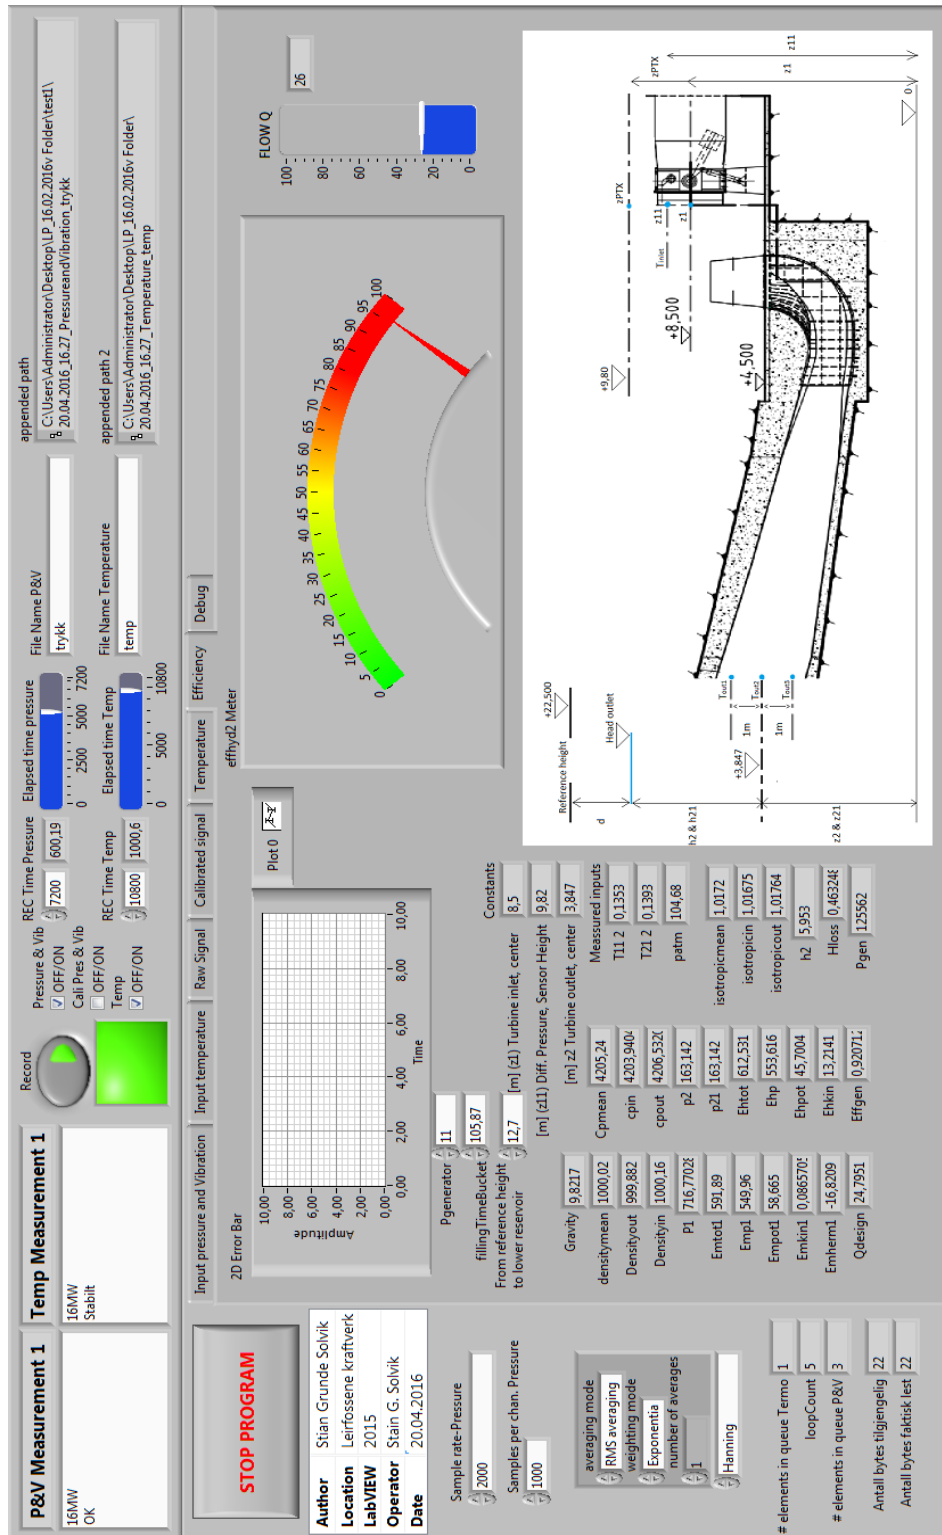 P&V Measurement 1
16MW
OK
Temp Measurement 1
16MW
Stabilt
Record
Pressure & Vib
OFF/ON
Cali Pres & Vib
OFF/ON
Temp
OFF/ON
REC Time Pressure
7200
600,19
REC Time Temp
10800
1000,6
Elapsed time pressure
0 2500 5000 7200
Elapsed time Temp
0 5000 10800
File Name P&V
trykk
File Name Temperature
temp
appended path
C:\Users\Administrator\Desktop\LP_16.02.2016v Folder\test1\
20.04.2016_16.27_PressureandVibration_trykk
appended path 2
C:\Users\Administrator\Desktop\LP_16.02.2016v Folder\
20.04.2016_16.27_Temperature_temp
STOP PROGRAM
Author Stian Grunde Solvik
Location Leirfossene kraftverk
LabVIEW 2015
Operator Stain G. Solvik
Date 20.04.2016
Sample rate-Pressure
2000
Samples per chan. Pressure
1000
averaging mode
RMS averaging
weighting mode
Exponentia
number of averages
1
Hanning
# elements in queue Termo 1
loopCount 5
# elements in queue P&V 3
Antall bytes tilgjengelig 22
Antall bytes faktisk lest 22
Input pressure and Vibration
Input temperature
Raw Signal
Calibrated signal
Temperature
Efficiency
Debug
2D Error Bar
Plot 0
Amplitude
10,00
8,00
6,00
4,00
2,00
0,00
0,00 2,00 4,00 6,00 8,00 10,00
Time
effhyd2 Meter
0 5 10 15 20 25 30 35 40 45 50 55 60 65 70 75 80 85 90 95 100
FLOW Q
100
80
60
40
20
0
26
Pgenerator 11
fillingTimeBucket 105,87
From reference height
to lower reservoir 12,7
Constants
[m] (z1) Turbine inlet, center 8,5
[m] (z11) Diff. Pressure, Sensor Height 9,82
[m] z2 Turbine outlet, center 3,847
Gravity 9,8217
densitymean 1000,02
Densityout 999,882
Densityin 1000,16
P1 716,77028
Emtot1 591,89
Emp1 549,96
Empot1 58,665
Emkin1 0,0865705
Emherm1 -16,8209
Qdesign 24,7951
Cpmean 4205,24
cpin 4203,9404
cpout 4206,5320
p2 163,142
p21 163,142
Ehtot 612,531
Ehp 553,616
Ehpot 45,7004
Ehkin 13,2141
Effgen 0,920712
Meassured inputs
T11 2 0,1353
T21 2 0,1393
patm 104,68
isotropicmean 1,0172
isotropicin 1,01675
isotropicout 1,01764
h2 5,953
Hloss 0,463248
Pgen 125562
Reference height
+22,500
Head outlet
d
h2 & h21
z2 & z21
+3,847
1m
1m
Tout1
Tout2
Tout3
+9,80
+8,500
+4,500
Tinlet
zPTX
z11
z1
zPTX
z1
z11
0